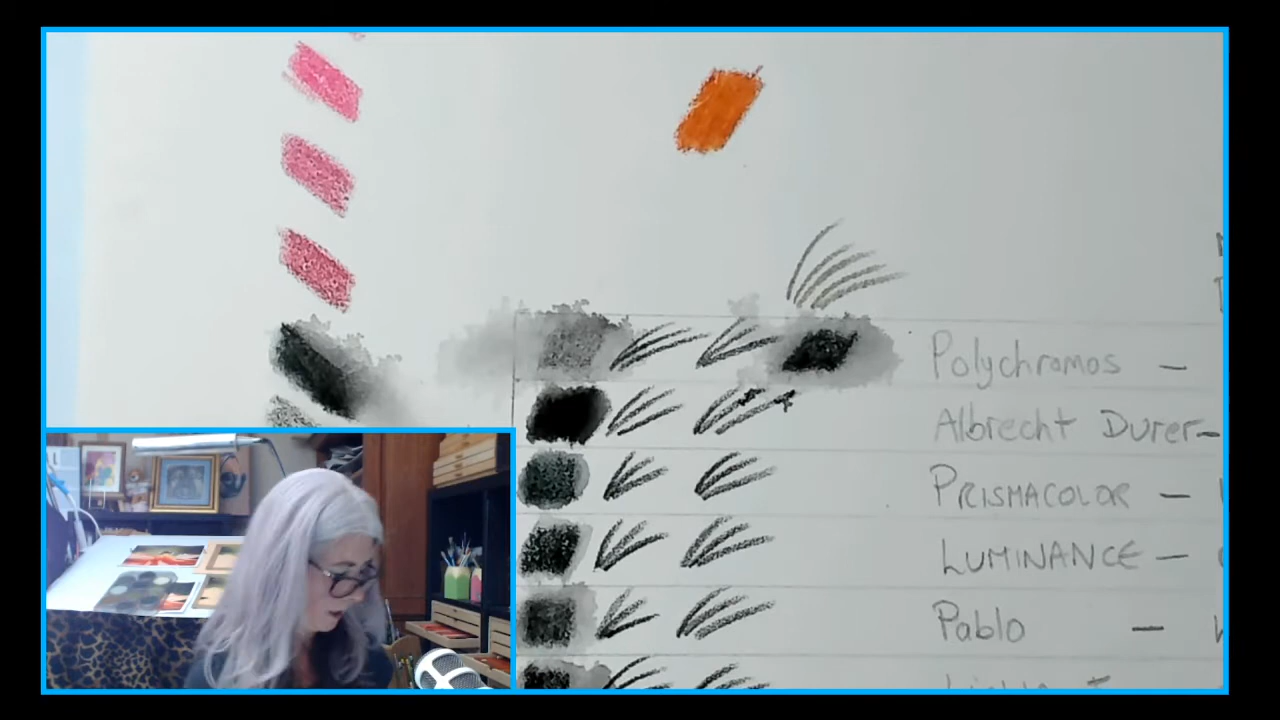 Polychromos —
Albrecht Durer—
PRISMACOLOR —
LUMINANCE —
Pablo —